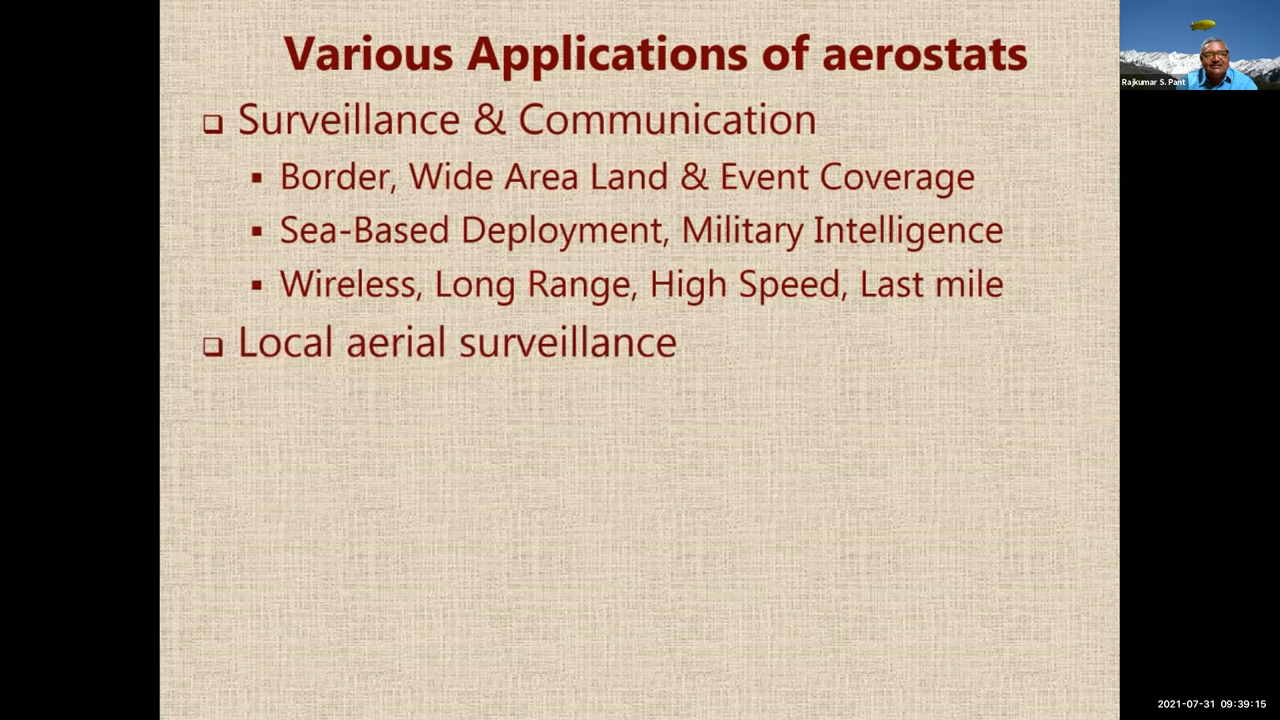 Various Applications of aerostats
Surveillance & Communication
Border, Wide Area Land & Event Coverage
Sea-Based Deployment, Military Intelligence
Wireless, Long Range, High Speed, Last mile
Local aerial surveillance
Rajkumar S. Pant
2021-07-31 09:39:15